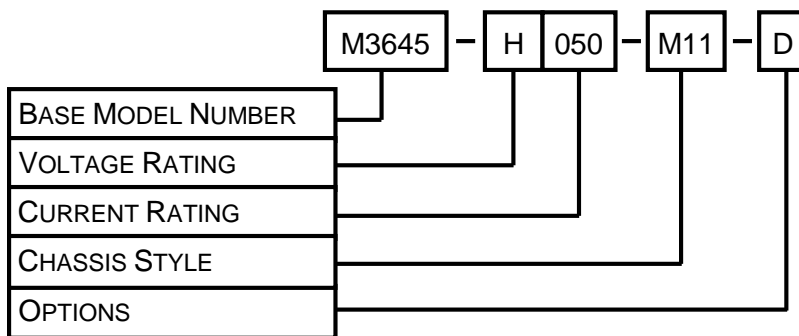 M3645 – H 050 – M11 – D
BASE MODEL NUMBER
VOLTAGE RATING
CURRENT RATING
CHASSIS STYLE
OPTIONS